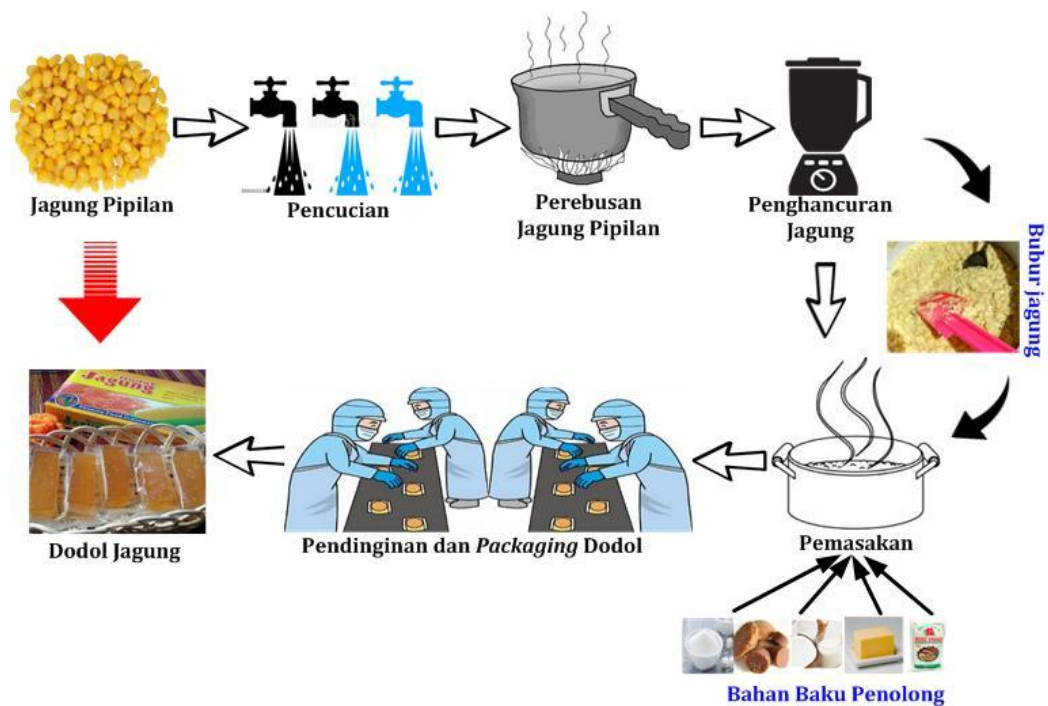 Jagung Pipilan
Pencucian
Perebusan
Jagung Pipilan
Penghancuran
Jagung
Bubur jagung
Dodol Jagung
Pendinginan dan Packaging Dodol
Pemasakan
Bahan Baku Penolong
Jagung